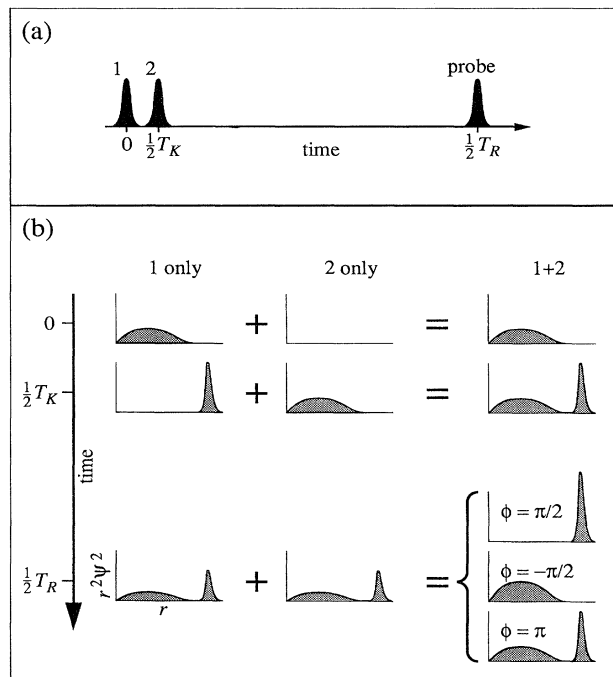 (a)
1 2 probe
0 ½T_K time ½T_R
(b)
1 only 2 only 1+2
0 + =
½T_K + =
time
½T_R r²ψ² + = ϕ = π/2
ϕ = −π/2
ϕ = π
r